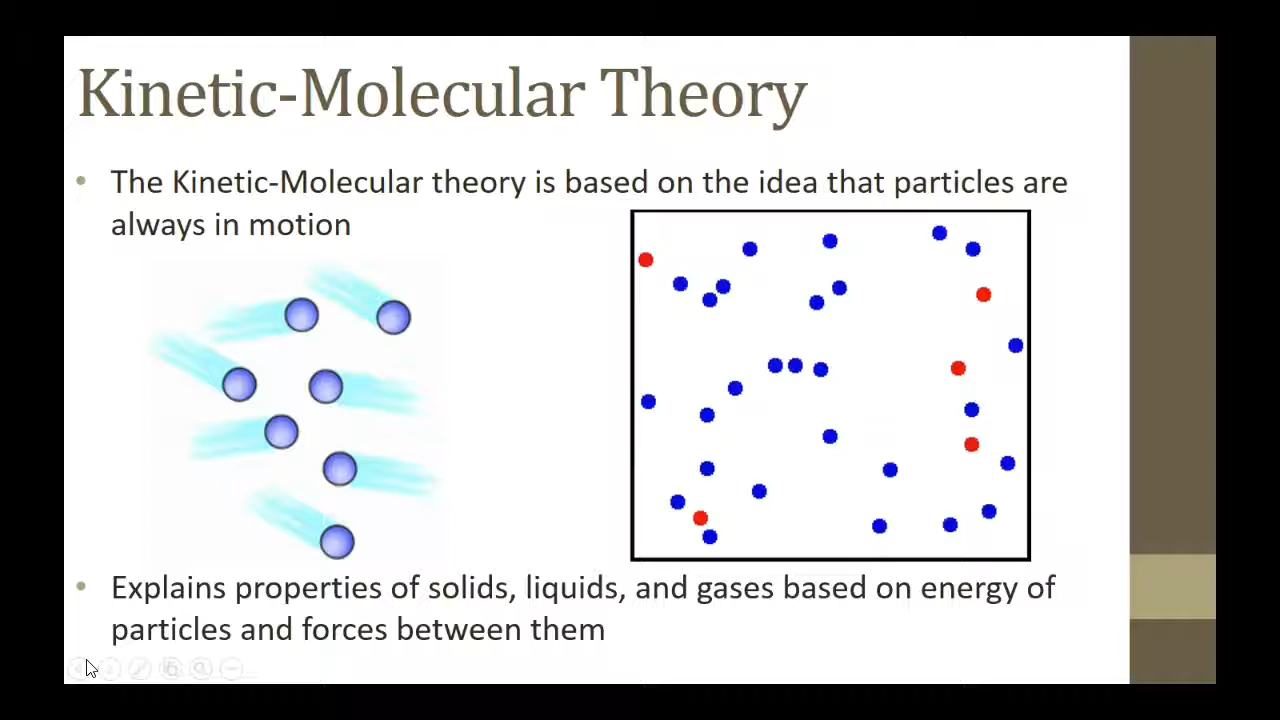 Kinetic-Molecular Theory
• The Kinetic-Molecular theory is based on the idea that particles are
always in motion
• Explains properties of solids, liquids, and gases based on energy of
particles and forces between them